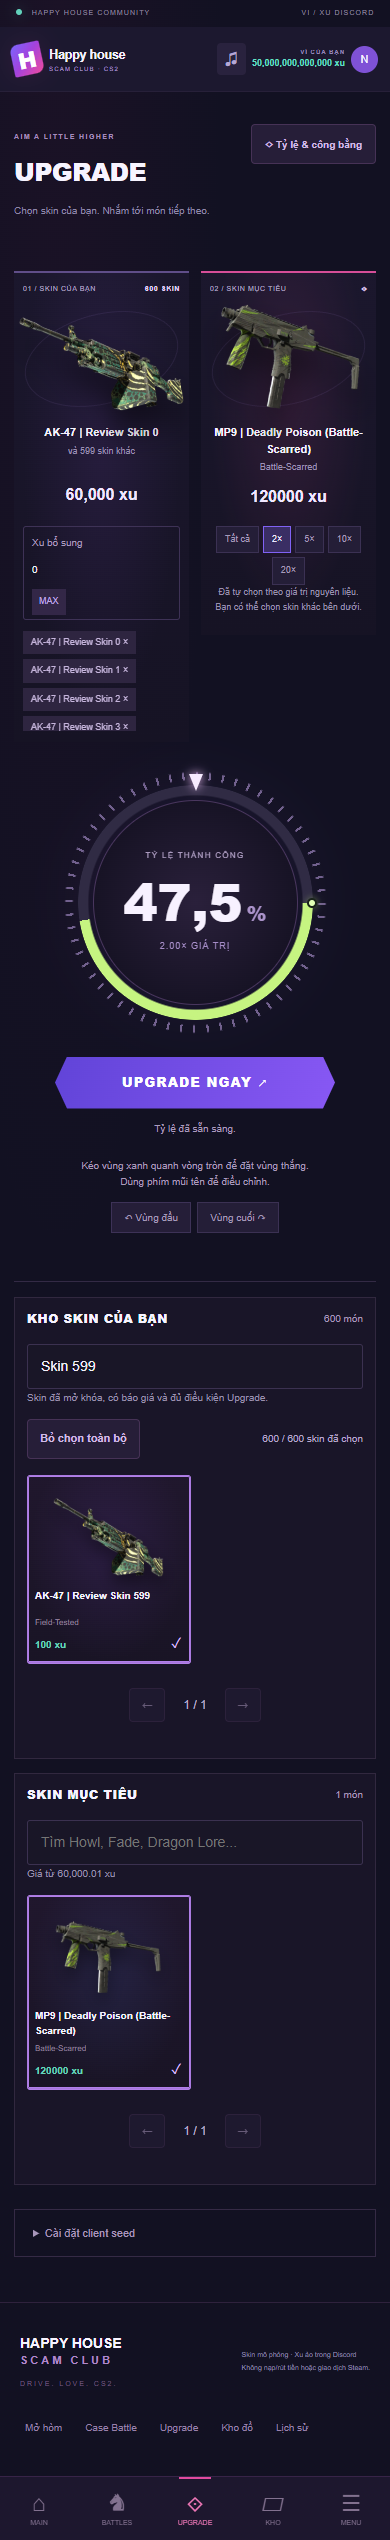 HAPPY HOUSE COMMUNITY
VÍ / XU DISCORD
H
Happy house
SCAM CLUB · CS2
VÍ CỦA BẠN
50,000,000,000,000 xu
N
AIM A LITTLE HIGHER
UPGRADE
Tỷ lệ & công bằng
Chọn skin của bạn. Nhắm tới món tiếp theo.
01 / SKIN CỦA BẠN
600 SKIN
AK-47 | Review Skin 0
và 599 skin khác
60,000 xu
Xu bổ sung
0
MAX
AK-47 | Review Skin 0 ×
AK-47 | Review Skin 1 ×
AK-47 | Review Skin 2 ×
AK-47 | Review Skin 3 ×
02 / SKIN MỤC TIÊU
MP9 | Deadly Poison (Battle-
Scarred)
Battle-Scarred
120000 xu
Tất cả
2×
5×
10×
20×
Đã tự chọn theo giá trị nguyên liệu.
Bạn có thể chọn skin khác bên dưới.
TỶ LỆ THÀNH CÔNG
47,5%
2.00× GIÁ TRỊ
UPGRADE NGAY ↗
Tỷ lệ đã sẵn sàng.
Kéo vùng xanh quanh vòng tròn để đặt vùng thắng.
Dùng phím mũi tên để điều chỉnh.
↶ Vùng đầu
Vùng cuối ↷
KHO SKIN CỦA BẠN
600 món
Skin 599
Skin đã mở khóa, có báo giá và đủ điều kiện Upgrade.
Bỏ chọn toàn bộ
600 / 600 skin đã chọn
AK-47 | Review Skin 599
Field-Tested
100 xu
✓
←
1 / 1
→
SKIN MỤC TIÊU
1 món
Tìm Howl, Fade, Dragon Lore...
Giá từ 60,000.01 xu
MP9 | Deadly Poison (Battle-
Scarred)
Battle-Scarred
120000 xu
✓
←
1 / 1
→
▶ Cài đặt client seed
HAPPY HOUSE
SCAM CLUB
DRIVE. LOVE. CS2.
Skin mô phỏng · Xu ảo trong Discord
Không nạp/rút tiền hoặc giao dịch Steam.
Mở hòm
Case Battle
Upgrade
Kho đồ
Lịch sử
MAIN
BATTLES
UPGRADE
KHO
MENU